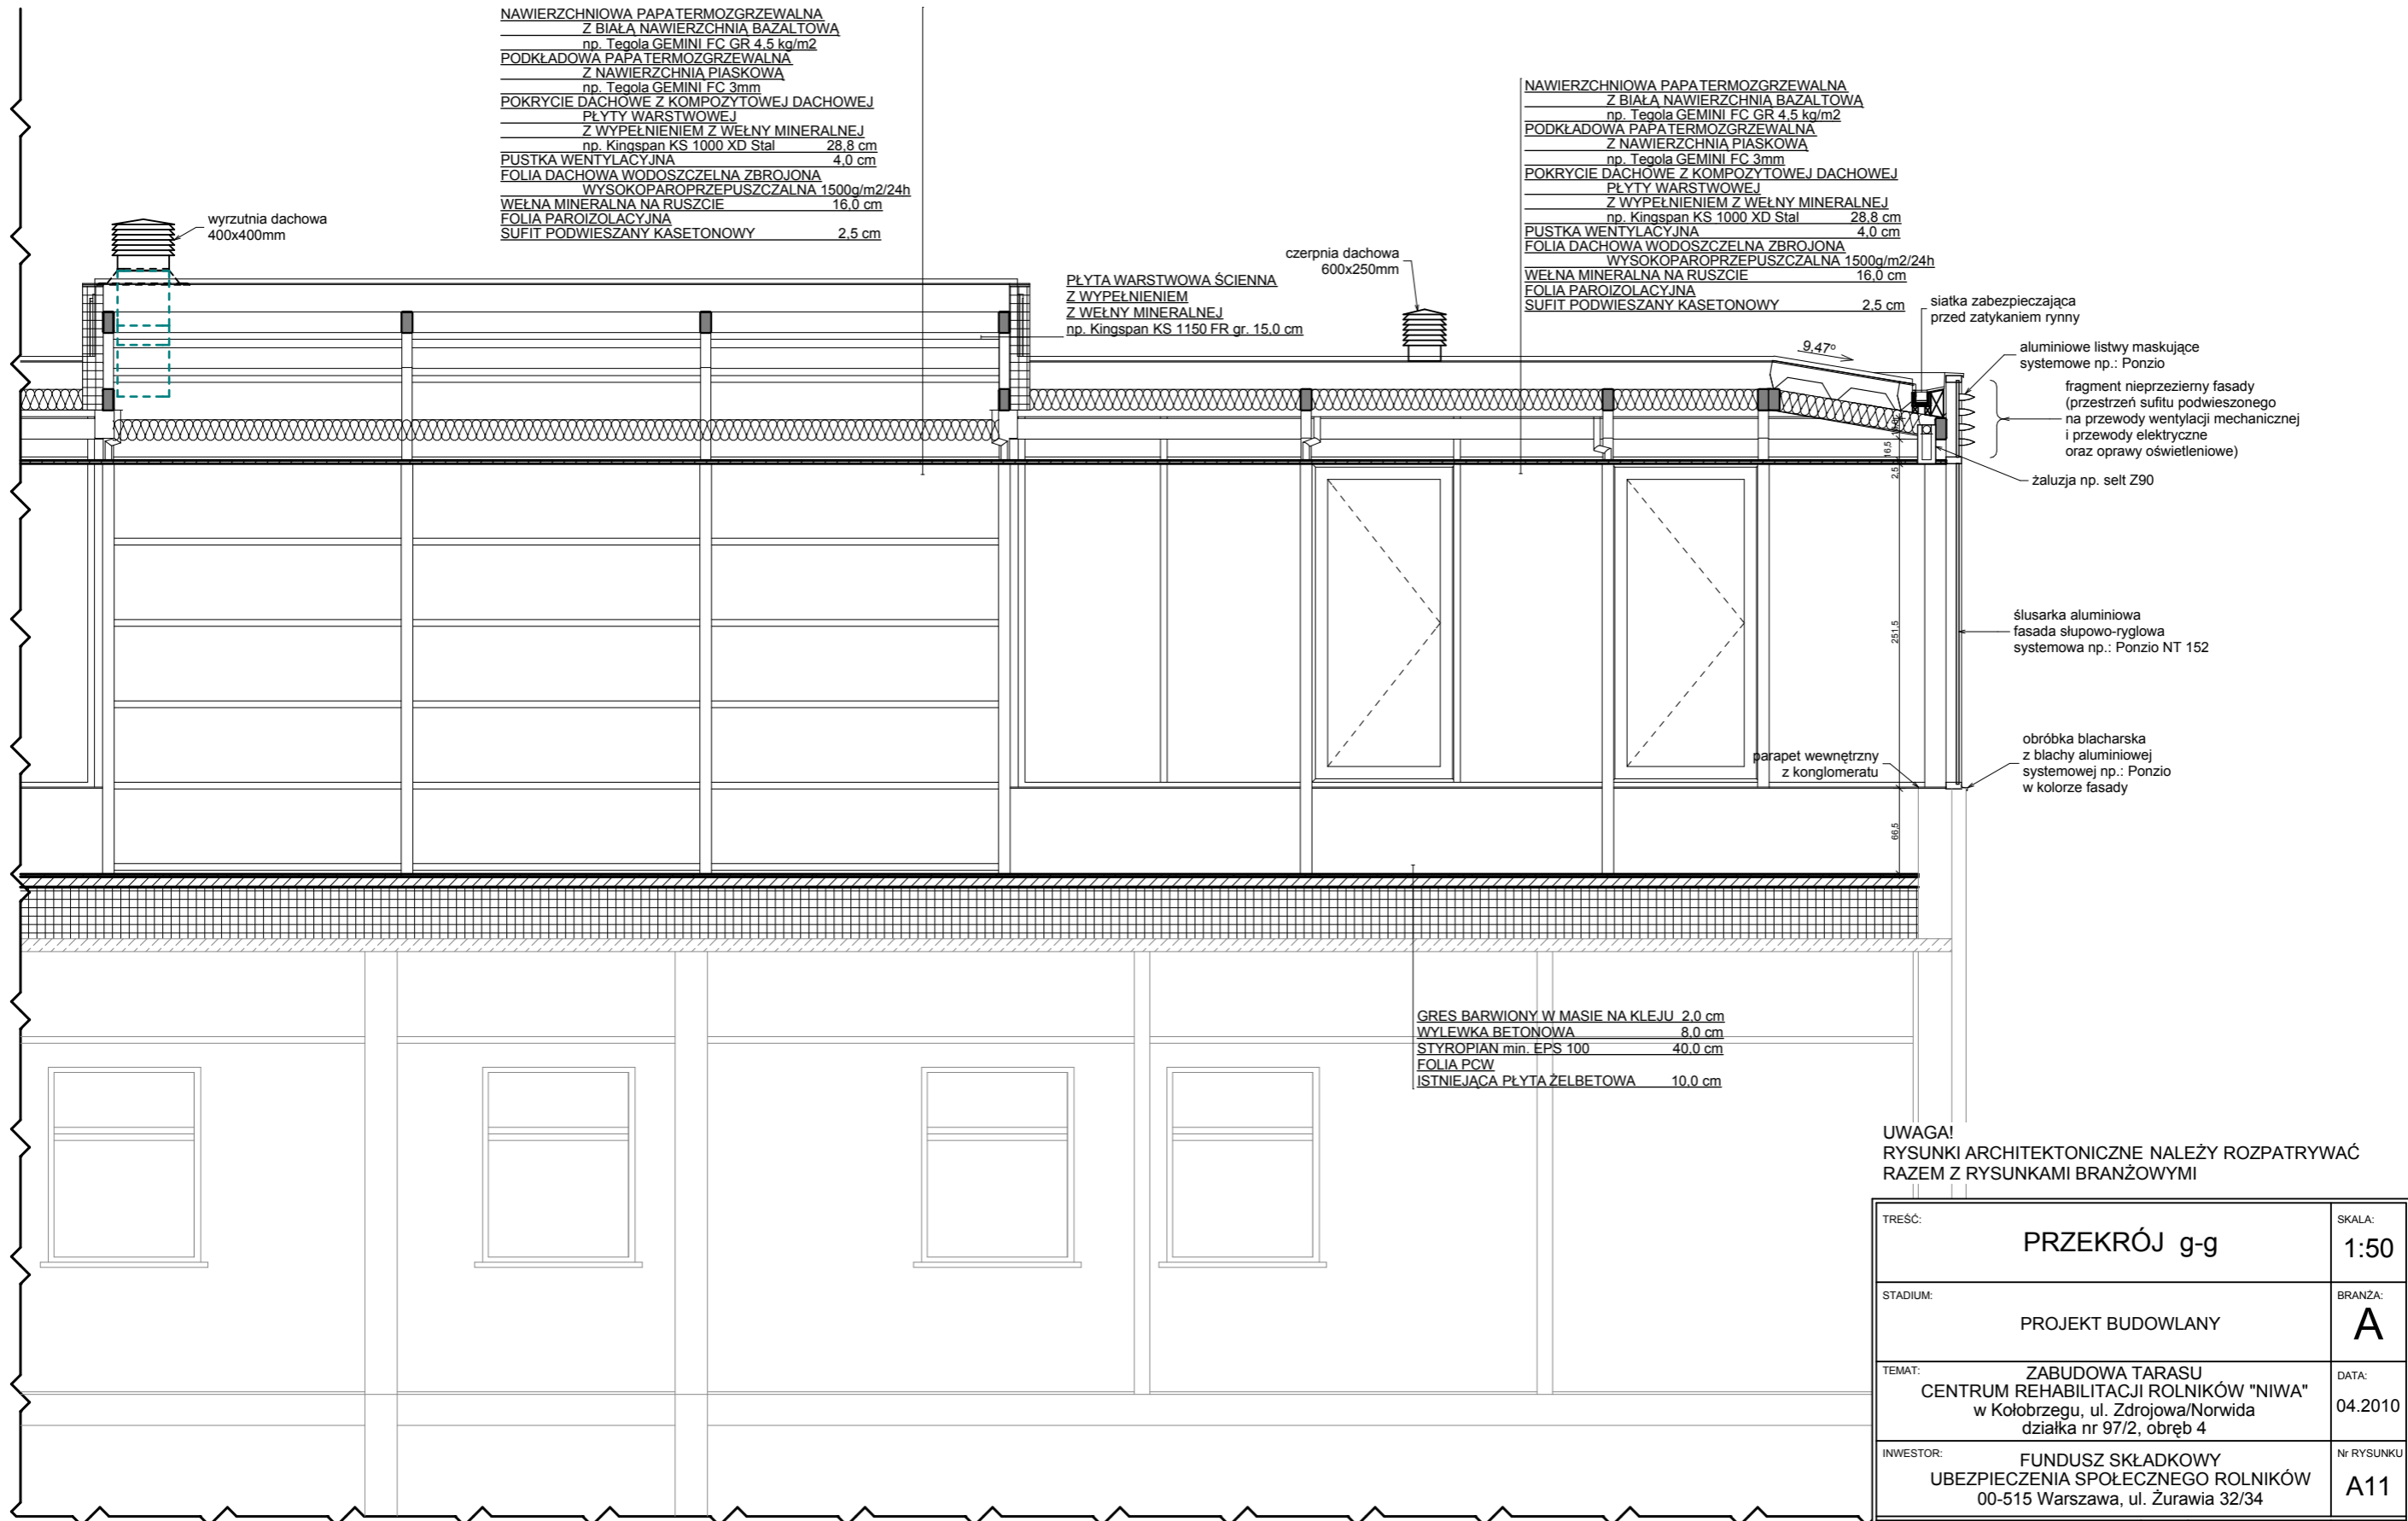 NAWIERZCHNIOWA PAPA TERMOZGRZEWALNA
Z BIAŁĄ NAWIERZCHNIĄ BAZALTOWĄ
np. Tegola GEMINI FC GR 4,5 kg/m2
PODKŁADOWA PAPA TERMOZGRZEWALNA
Z NAWIERZCHNIĄ PIASKOWĄ
np. Tegola GEMINI FC 3mm
POKRYCIE DACHOWE Z KOMPOZYTOWEJ DACHOWEJ
PŁYTY WARSTWOWEJ
Z WYPEŁNIENIEM Z WEŁNY MINERALNEJ
np. Kingspan KS 1000 XD Stal 28,8 cm
PUSTKA WENTYLACYJNA 4,0 cm
FOLIA DACHOWA WODOSZCZELNA ZBROJONA
WYSOKOPAROPRZEPUSZCZALNA 1500g/m2/24h
WEŁNA MINERALNA NA RUSZCIE 16,0 cm
FOLIA PAROIZOLACYJNA
SUFIT PODWIESZANY KASETONOWY 2,5 cm
NAWIERZCHNIOWA PAPA TERMOZGRZEWALNA
Z BIAŁĄ NAWIERZCHNIĄ BAZALTOWĄ
np. Tegola GEMINI FC GR 4,5 kg/m2
PODKŁADOWA PAPA TERMOZGRZEWALNA
Z NAWIERZCHNIĄ PIASKOWĄ
np. Tegola GEMINI FC 3mm
POKRYCIE DACHOWE Z KOMPOZYTOWEJ DACHOWEJ
PŁYTY WARSTWOWEJ
Z WYPEŁNIENIEM Z WEŁNY MINERALNEJ
np. Kingspan KS 1000 XD Stal 28,8 cm
PUSTKA WENTYLACYJNA 4,0 cm
FOLIA DACHOWA WODOSZCZELNA ZBROJONA
WYSOKOPAROPRZEPUSZCZALNA 1500g/m2/24h
WEŁNA MINERALNA NA RUSZCIE 16,0 cm
FOLIA PAROIZOLACYJNA
SUFIT PODWIESZANY KASETONOWY 2,5 cm
wyrzutnia dachowa
400x400mm
PŁYTA WARSTWOWA ŚCIENNA
Z WYPEŁNIENIEM
Z WEŁNY MINERALNEJ
np. Kingspan KS 1150 FR gr. 15,0 cm
czerpnia dachowa
600x250mm
siatka zabezpieczająca
przed zatykaniem rynny
9,47º
aluminiowe listwy maskujące
systemowe np.: Ponzio
fragment nieprzezierny fasady
(przestrzeń sufitu podwieszonego
na przewody wentylacji mechanicznej
i przewody elektryczne
oraz oprawy oświetleniowe)
żaluzja np. selt Z90
16,5
2,5
251,5
66,5
ślusarka aluminiowa
fasada słupowo-ryglowa
systemowa np.: Ponzio NT 152
parapet wewnętrzny
z konglomeratu
obróbka blacharska
z blachy aluminiowej
systemowej np.: Ponzio
w kolorze fasady
GRES BARWIONY W MASIE NA KLEJU 2,0 cm
WYLEWKA BETONOWA 8,0 cm
STYROPIAN min. EPS 100 40,0 cm
FOLIA PCW
ISTNIEJĄCA PŁYTA ŻELBETOWA 10,0 cm
UWAGA!
RYSUNKI ARCHITEKTONICZNE NALEŻY ROZPATRYWAĆ
RAZEM Z RYSUNKAMI BRANŻOWYMI
TREŚĆ:
PRZEKRÓJ g-g
SKALA:
1:50
STADIUM:
PROJEKT BUDOWLANY
BRANŻA:
A
TEMAT:
ZABUDOWA TARASU
CENTRUM REHABILITACJI ROLNIKÓW "NIWA"
w Kołobrzegu, ul. Zdrojowa/Norwida
działka nr 97/2, obręb 4
DATA:
04.2010
INWESTOR:
FUNDUSZ SKŁADKOWY
UBEZPIECZENIA SPOŁECZNEGO ROLNIKÓW
00-515 Warszawa, ul. Żurawia 32/34
Nr RYSUNKU
A11